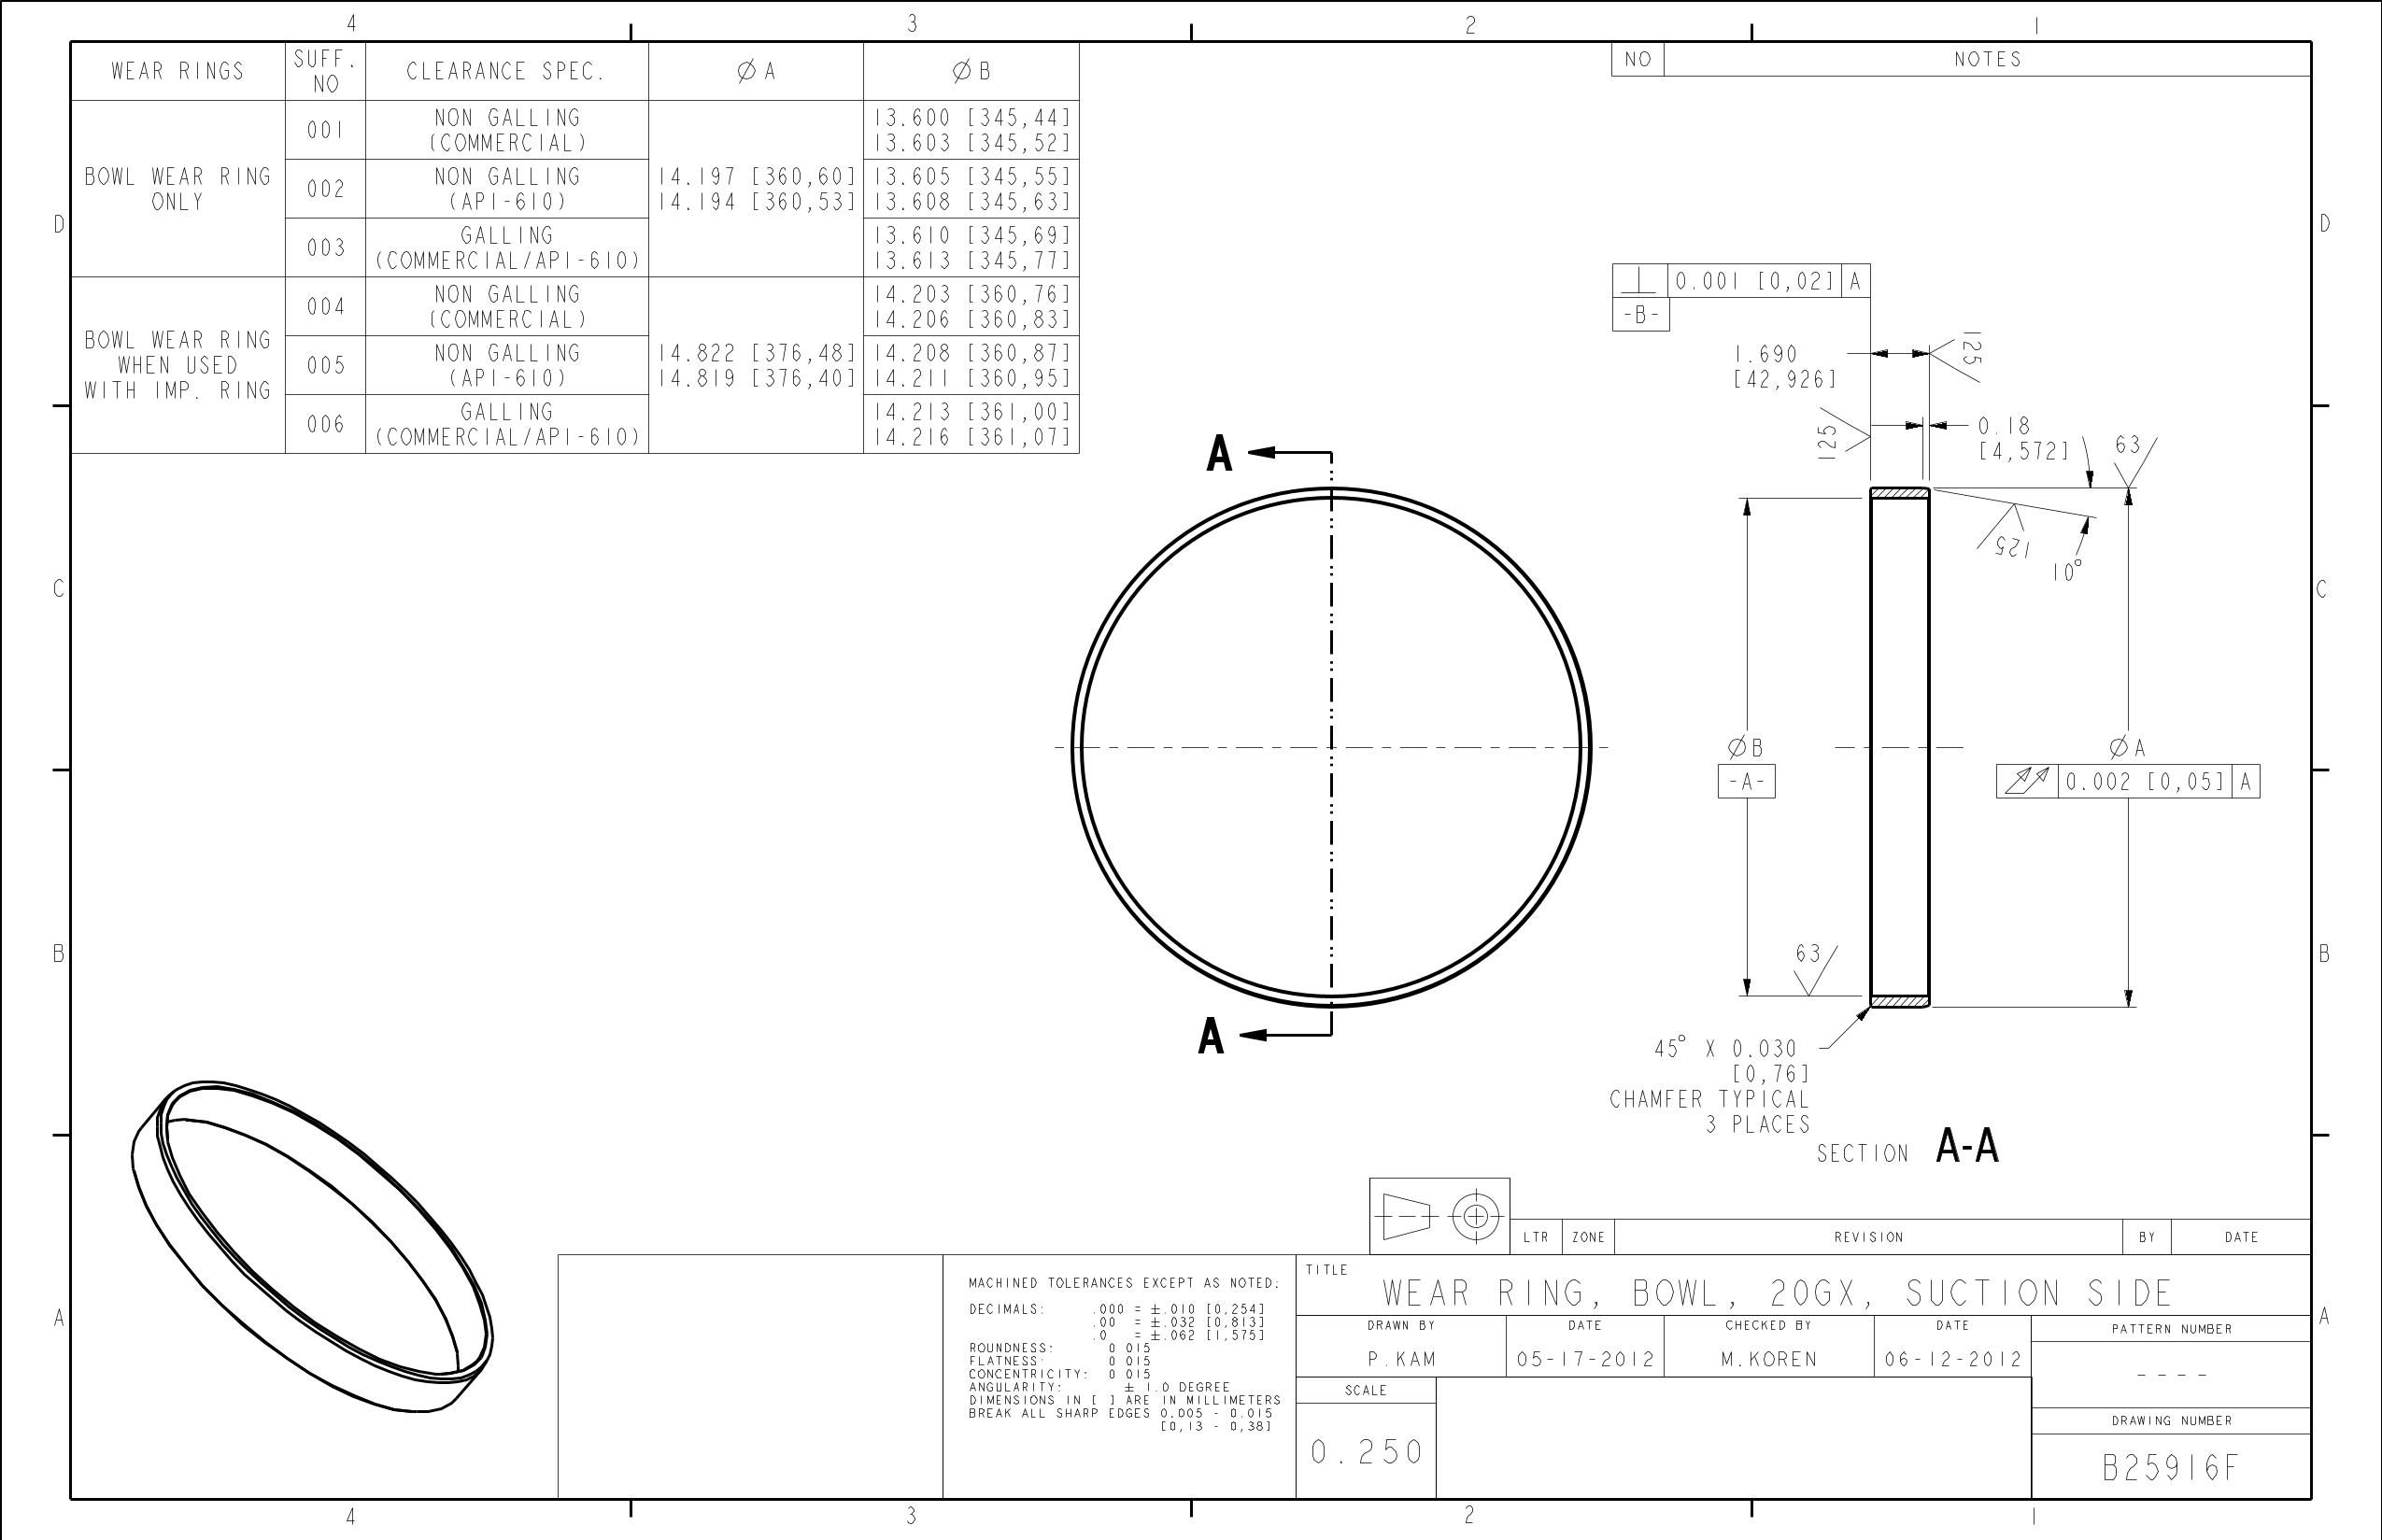 4 3 2 1
WEAR RINGS
SUFF.
NO
CLEARANCE SPEC.
Ø A
Ø B
BOWL WEAR RING
ONLY
001
NON GALLING
(COMMERCIAL)
14.197 [360,60]
14.194 [360,53]
13.600 [345,44]
13.603 [345,52]
002
NON GALLING
(API-610)
13.605 [345,55]
13.608 [345,63]
003
GALLING
(COMMERCIAL/API-610)
13.610 [345,69]
13.613 [345,77]
BOWL WEAR RING
WHEN USED
WITH IMP. RING
004
NON GALLING
(COMMERCIAL)
14.822 [376,48]
14.819 [376,40]
14.203 [360,76]
14.206 [360,83]
005
NON GALLING
(API-610)
14.208 [360,87]
14.211 [360,95]
006
GALLING
(COMMERCIAL/API-610)
14.213 [361,00]
14.216 [361,07]
NO NOTES
D D
C C
B B
A A
⊥ 0.001 [0,02] A
-B-
1.690
[42,926]
125
125
0.18
[4,572]
63
125
10°
A
A
ØB
-A-
Ø A
0.002 [0,05] A
63
45° X 0.030
[0,76]
CHAMFER TYPICAL
3 PLACES
SECTION A-A
LTR ZONE REVISION BY DATE
MACHINED TOLERANCES EXCEPT AS NOTED:
DECIMALS: .000 = ±.010 [0,254]
.00 = ±.032 [0,813]
.0 = ±.062 [1,575]
ROUNDNESS: 0.015
FLATNESS: 0.015
CONCENTRICITY: 0.015
ANGULARITY: ± 1.0 DEGREE
DIMENSIONS IN [ ] ARE IN MILLIMETERS
BREAK ALL SHARP EDGES 0.005 - 0.015
[0,13 - 0,38]
TITLE
WEAR RING, BOWL, 20GX, SUCTION SIDE
DRAWN BY DATE CHECKED BY DATE
P.KAM 05-17-2012 M.KOREN 06-12-2012
PATTERN NUMBER
----
SCALE
0.250
DRAWING NUMBER
B25916F
4 3 2 1